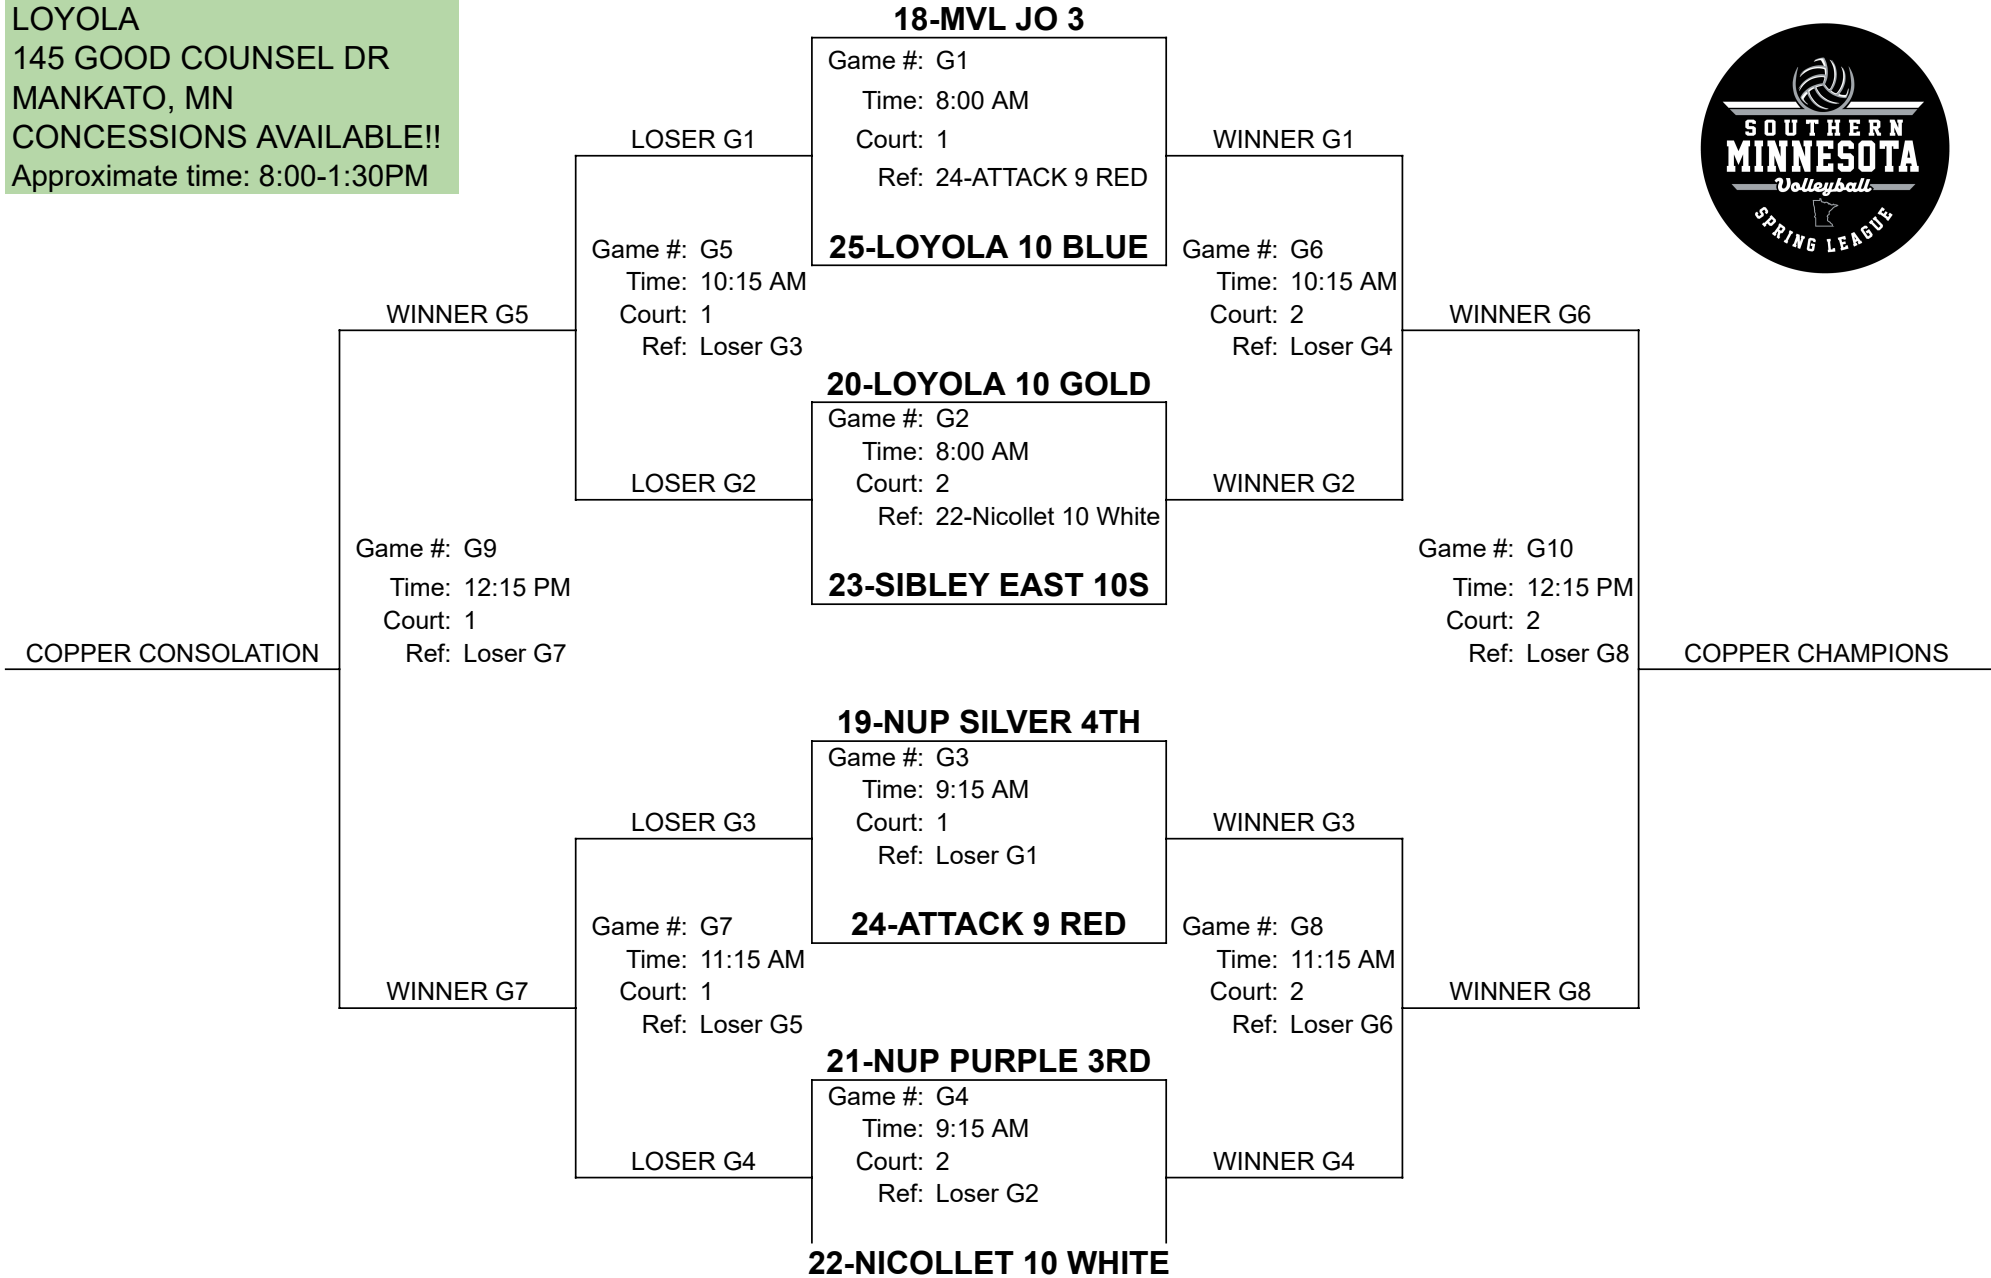 LOYOLA
145 GOOD COUNSEL DR
MANKATO, MN
CONCESSIONS AVAILABLE!!
Approximate time: 8:00-1:30PM
SOUTHERN
MINNESOTA
Volleyball
SPRING LEAGUE
18-MVL JO 3
Game #: G1
Time: 8:00 AM
Court: 1
Ref: 24-ATTACK 9 RED
25-LOYOLA 10 BLUE
LOSER G1
WINNER G1
Game #: G5
Time: 10:15 AM
Court: 1
Ref: Loser G3
Game #: G6
Time: 10:15 AM
Court: 2
Ref: Loser G4
WINNER G5
WINNER G6
20-LOYOLA 10 GOLD
Game #: G2
Time: 8:00 AM
Court: 2
Ref: 22-Nicollet 10 White
23-SIBLEY EAST 10S
LOSER G2
WINNER G2
Game #: G9
Time: 12:15 PM
Court: 1
Ref: Loser G7
Game #: G10
Time: 12:15 PM
Court: 2
Ref: Loser G8
COPPER CONSOLATION
COPPER CHAMPIONS
19-NUP SILVER 4TH
Game #: G3
Time: 9:15 AM
Court: 1
Ref: Loser G1
24-ATTACK 9 RED
LOSER G3
WINNER G3
Game #: G7
Time: 11:15 AM
Court: 1
Ref: Loser G5
Game #: G8
Time: 11:15 AM
Court: 2
Ref: Loser G6
WINNER G7
WINNER G8
21-NUP PURPLE 3RD
Game #: G4
Time: 9:15 AM
Court: 2
Ref: Loser G2
22-NICOLLET 10 WHITE
LOSER G4
WINNER G4